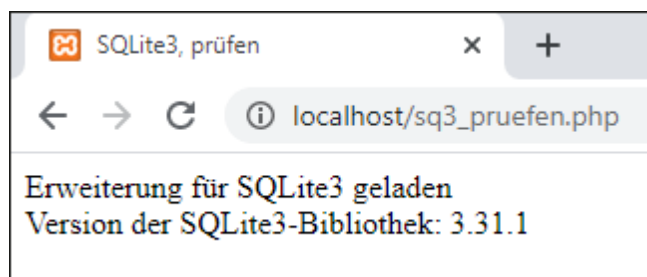 SQLite3, prüfen
localhost/sq3_pruefen.php
Erweiterung für SQLite3 geladen
Version der SQLite3-Bibliothek: 3.31.1